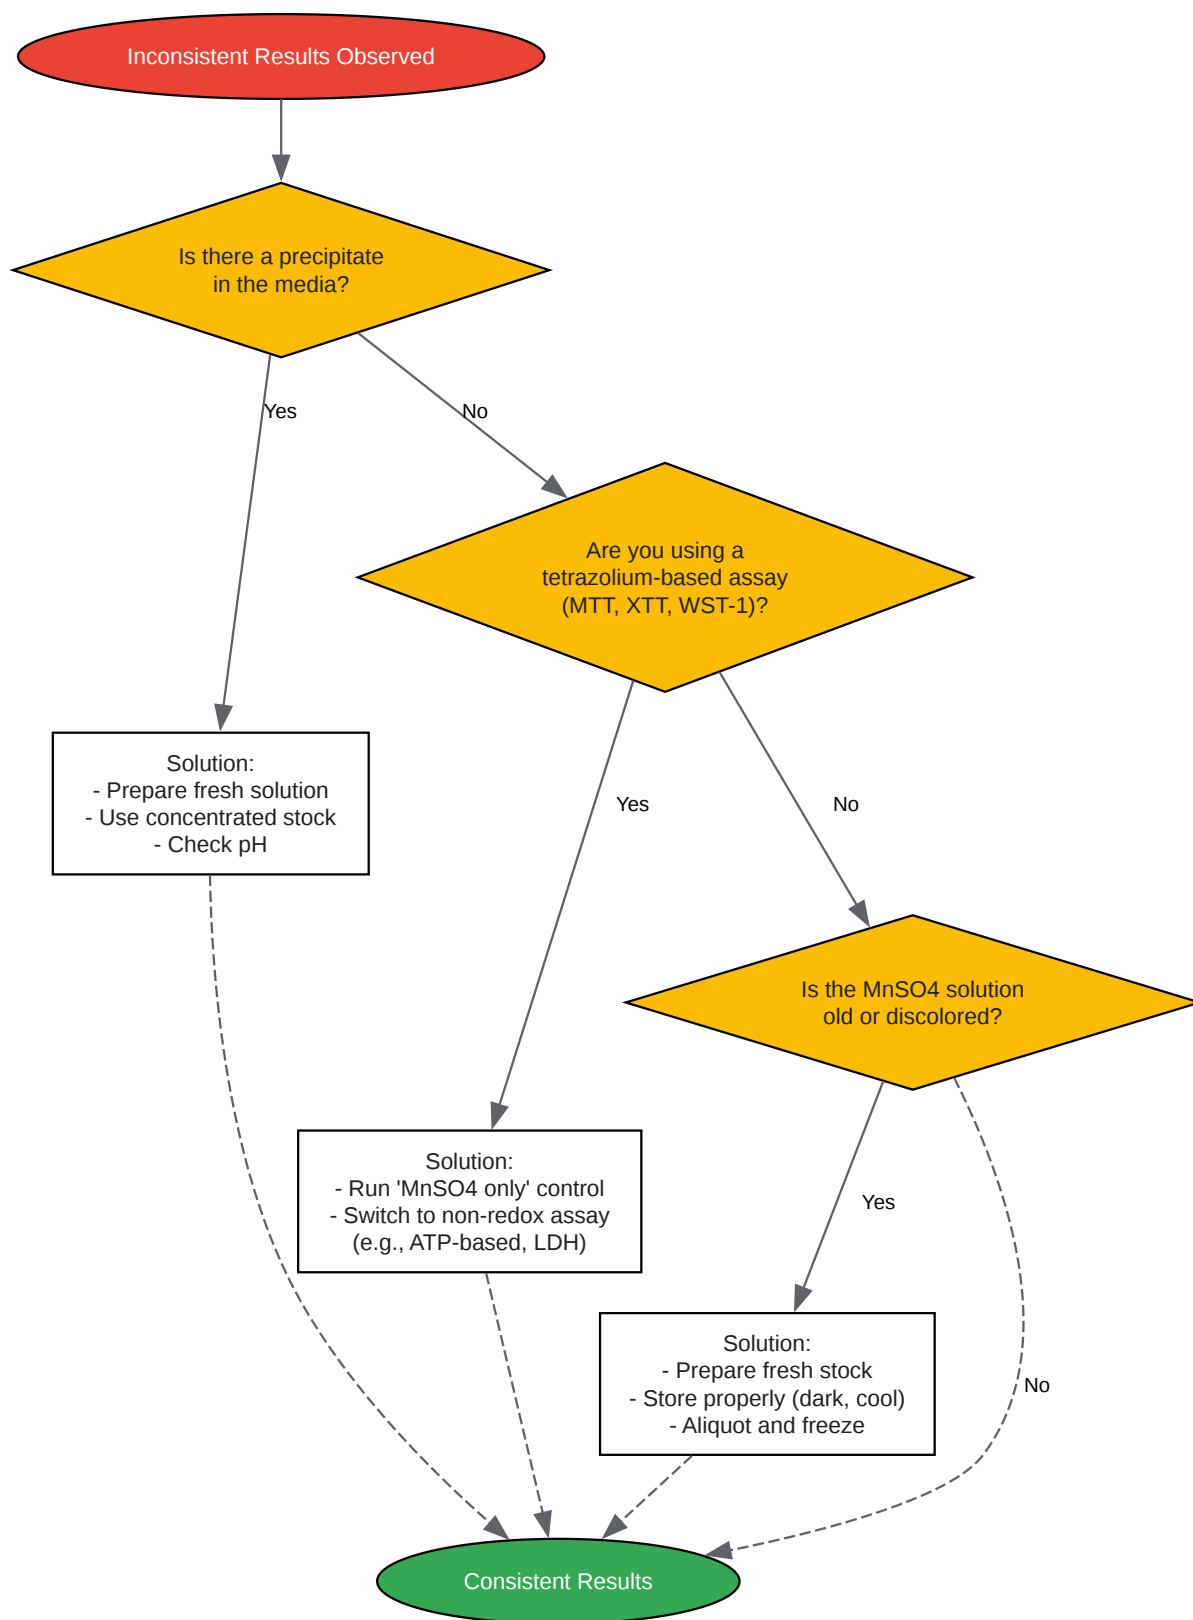 Inconsistent Results Observed
Is there a precipitate
in the media?
Yes
No
Are you using a
tetrazolium-based assay
(MTT, XTT, WST-1)?
Solution:
- Prepare fresh solution
- Use concentrated stock
- Check pH
Yes
No
Is the MnSO4 solution
old or discolored?
Solution:
- Run 'MnSO4 only' control
- Switch to non-redox assay
(e.g., ATP-based, LDH)
Yes
Solution:
- Prepare fresh stock
- Store properly (dark, cool)
- Aliquot and freeze
No
Consistent Results